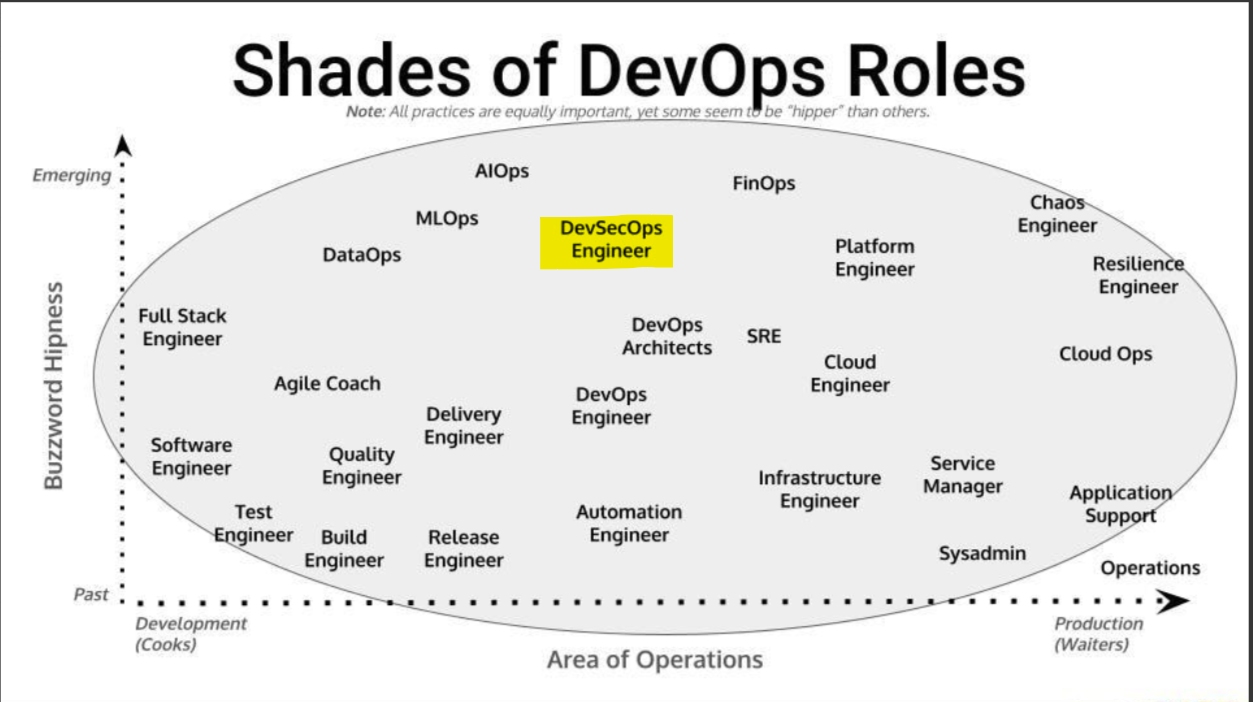 Shades of DevOps Roles
Note: All practices are equally important, yet some seem to be "hipper" than others.
Emerging
AIOps
FinOps
MLOps
DevSecOps
Engineer
Chaos
Engineer
DataOps
Platform
Engineer
Resilience
Engineer
Full Stack
Engineer
DevOps
Architects
SRE
Cloud Ops
Cloud
Engineer
Agile Coach
DevOps
Engineer
Delivery
Engineer
Buzzword Hipness
Software
Engineer
Quality
Engineer
Infrastructure
Engineer
Service
Manager
Application
Support
Test
Engineer
Build
Engineer
Release
Engineer
Automation
Engineer
Sysadmin
Operations
Past
Development
(Cooks)
Production
(Waiters)
Area of Operations